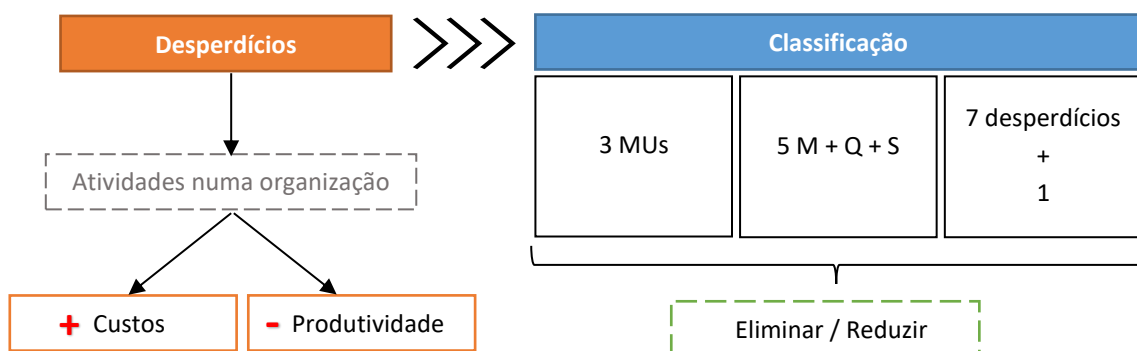 Desperdícios
Classificação
3 MUs
5 M + Q + S
7 desperdícios
+
1
Atividades numa organização
+ Custos
- Produtividade
Eliminar / Reduzir